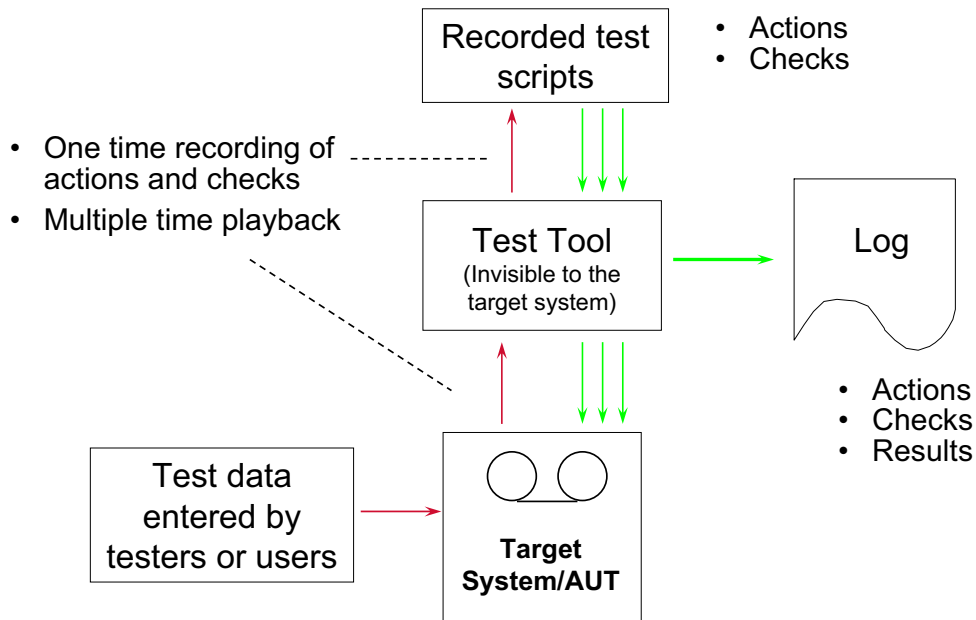 Recorded test
scripts
• Actions
• Checks
• One time recording of
actions and checks
• Multiple time playback
Test Tool
(Invisible to the
target system)
Log
• Actions
• Checks
• Results
Test data
entered by
testers or users
Target
System/AUT